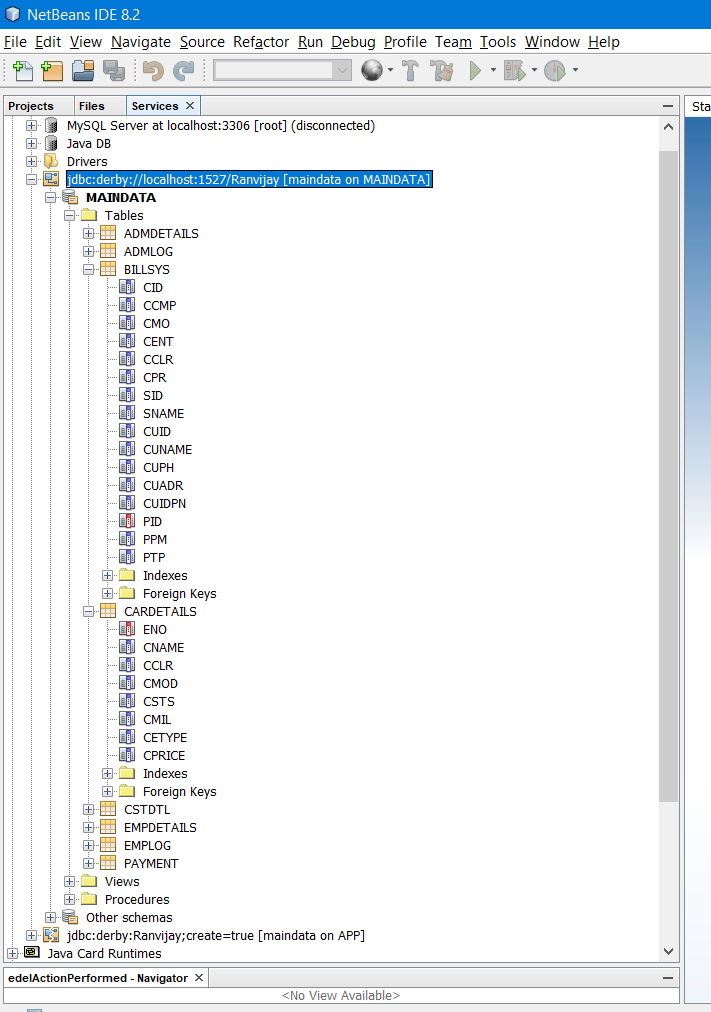 NetBeans IDE 8.2
File Edit View Navigate Source Refactor Run Debug Profile Team Tools Window Help
Projects Files Services
Sta
MySQL Server at localhost:3306 [root] (disconnected)
Java DB
Drivers
jdbc:derby://localhost:1527/Ranvijay [maindata on MAINDATA]
MAINDATA
Tables
ADMDETAILS
ADMLOG
BILLSYS
CID
CCMP
CMO
CENT
CCLR
CPR
SID
SNAME
CUID
CUNAME
CUPH
CUADR
CUIDPN
PID
PPM
PTP
Indexes
Foreign Keys
CARDETAILS
ENO
CNAME
CCLR
CMOD
CSTS
CMIL
CETYPE
CPRICE
Indexes
Foreign Keys
CSTDTL
EMPDETAILS
EMPLOG
PAYMENT
Views
Procedures
Other schemas
jdbc:derby:Ranvijay;create=true [maindata on APP]
Java Card Runtimes
edelActionPerformed - Navigator
<No View Available>